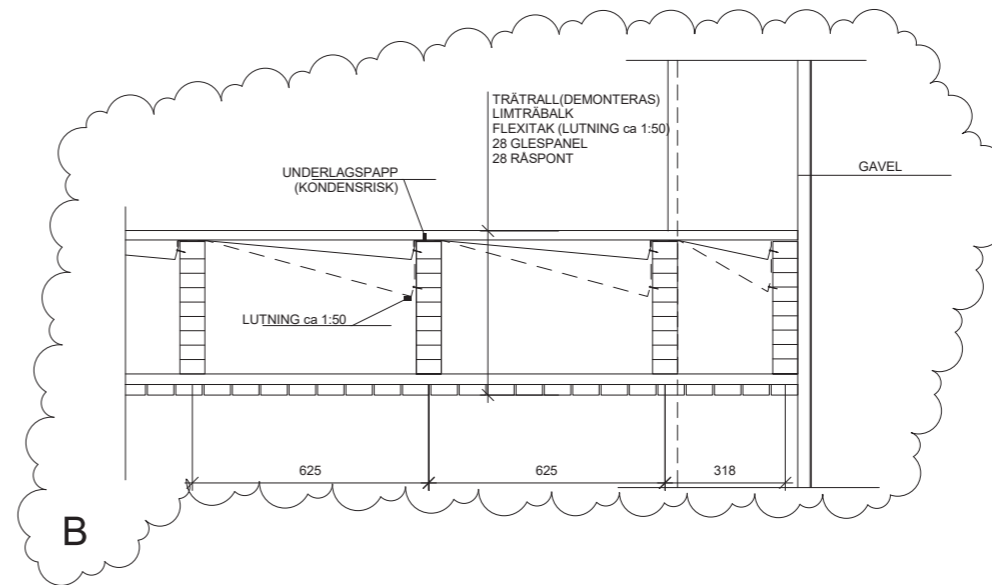 TRÄTRALL(DEMONTERAS)
LIMTRÄBALK
FLEXITAK (LUTNING ca 1:50)
28 GLESPANEL
28 RÅSPONT
UNDERLAGSPAPP
(KONDENSRISK)
GAVEL
LUTNING ca 1:50
625
625
318
B